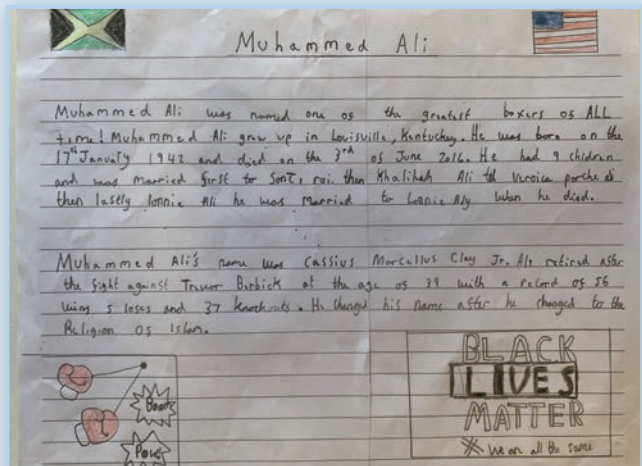 Muhammed Ali
Muhammed Ali was named one of the greatest boxers of ALL
time! Muhammed Ali grew up in Louisville, Kentucky. He was born on the
17th January 1942 and died on the 3rd of June 2016. He had 9 chidren
and was married first to Sonji roi then Khalihah Ali Veroica porche
then lastly lonnie Ali he was married to Lonnie Aly when he died.
Muhammed Ali's name was Cassius Marcellus Clay Jr. Ali retired after
the fight against Trevor Berbick at the age of 39 with a record of 56
wins 5 loses and 37 knockouts. He changed his name after he changed to the
Religion Of Islam.
Boom
Pow
BLACK
LIVES
MATTER
# we are all the same